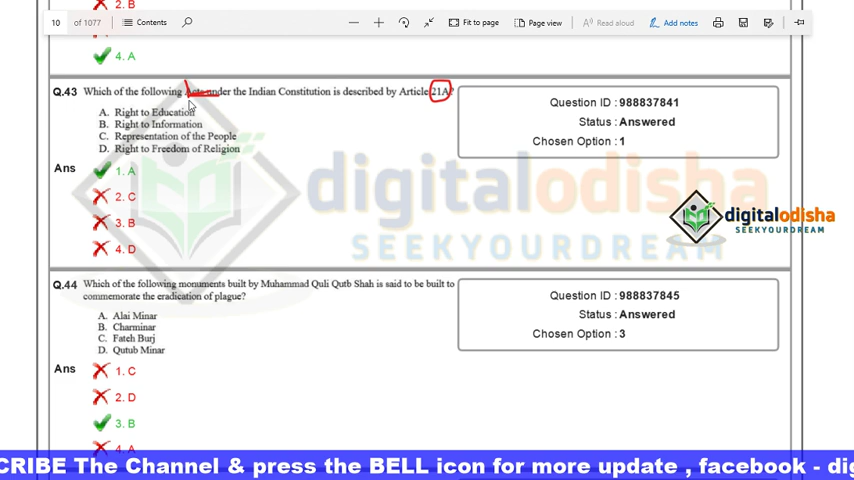 2. B
10
Contents
Fit to page
Page view
Read aloud
Add notes
4. A
Q.43 Which of the following Acts under the Indian Constitution is described by Article 21A?
A. Right to Education
B. Right to Information
C. Representation of the People
D. Right to Freedom of Religion
Question ID : 988837841
Status : Answered
Chosen Option : 1
Ans
1. A
2. C
3. B
4. D
digitalodisha
SEEKYOURDREAM
digitalodisha
SEEKYOURDREAM
Q.44 Which of the following monuments built by Muhammad Quli Qutb Shah is said to be built to
commemorate the eradication of plague?
A. Alai Minar
B. Charminar
C. Fateh Burj
D. Qutub Minar
Question ID : 988837845
Status : Answered
Chosen Option : 3
Ans
1. C
2. D
3. B
4. A
CRIBE The Channel & press the BELL icon for more update , facebook - dig